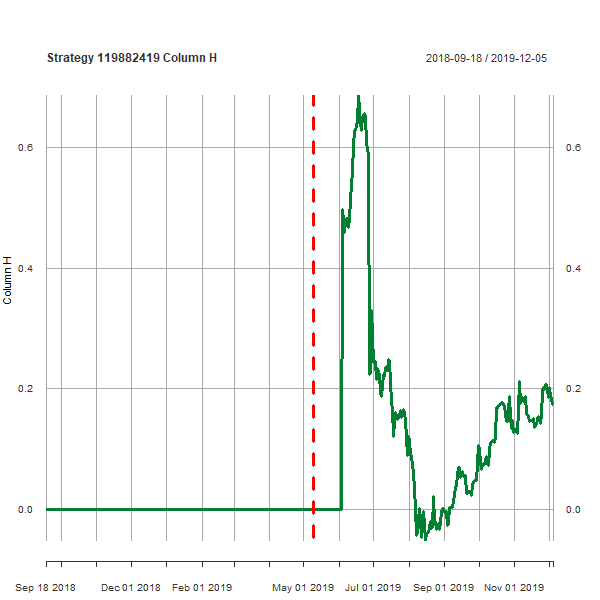 Strategy 119882419 Column H
2018-09-18 / 2019-12-05
0.6
0.6
0.4
0.4
Column H
0.2
0.2
0.0
0.0
Sep 18 2018
Dec 01 2018
Feb 01 2019
May 01 2019
Jul 01 2019
Sep 01 2019
Nov 01 2019